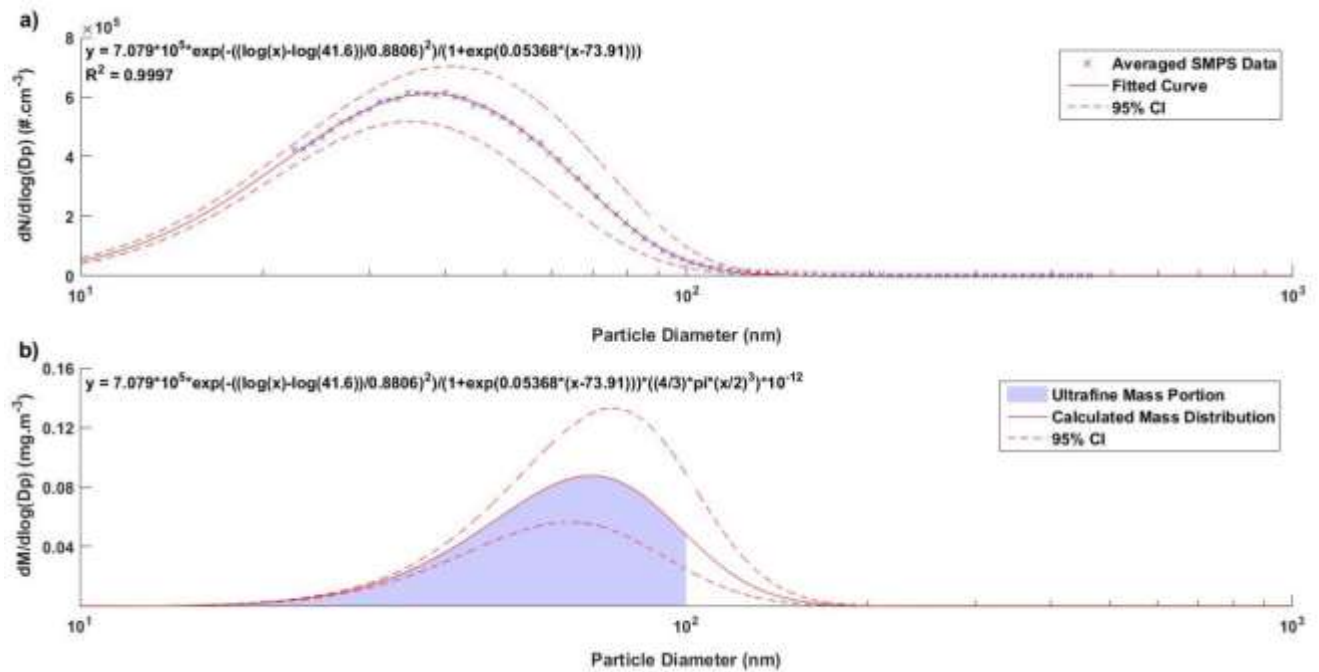 a)
×10⁵
y = 7.079*10⁵*exp(-((log(x)-log(41.6))/0.8806)²)/(1+exp(0.05368*(x-73.91)))
R² = 0.9997
Averaged SMPS Data
Fitted Curve
95% CI
8
6
4
2
0
dN/dlog(Dp) (#.cm⁻³)
10¹
10²
10³
Particle Diameter (nm)
b)
y = 7.079*10⁵*exp(-((log(x)-log(41.6))/0.8806)²)/(1+exp(0.05368*(x-73.91)))*((4/3)*pi*(x/2)³)*10⁻¹²
Ultrafine Mass Portion
Calculated Mass Distribution
95% CI
0.16
0.12
0.08
0.04
dM/dlog(Dp) (mg.m⁻³)
10¹
10²
10³
Particle Diameter (nm)